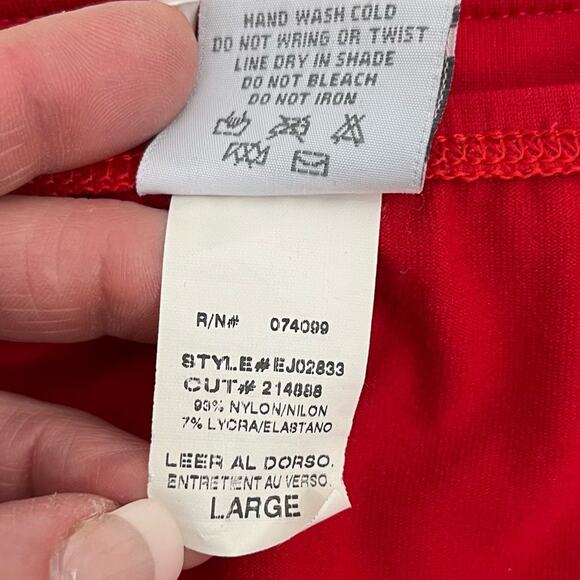 HAND WASH COLD
DO NOT WRING OR TWIST
LINE DRY IN SHADE
DO NOT BLEACH
DO NOT IRON
R/N# 074099
STYLE#EJ02833
CUT# 214888
93% NYLON/NILON
7% LYCRA/ELASTANO
LEER AL DORSO.
ENTRETIENT AU VERSO.
LARGE